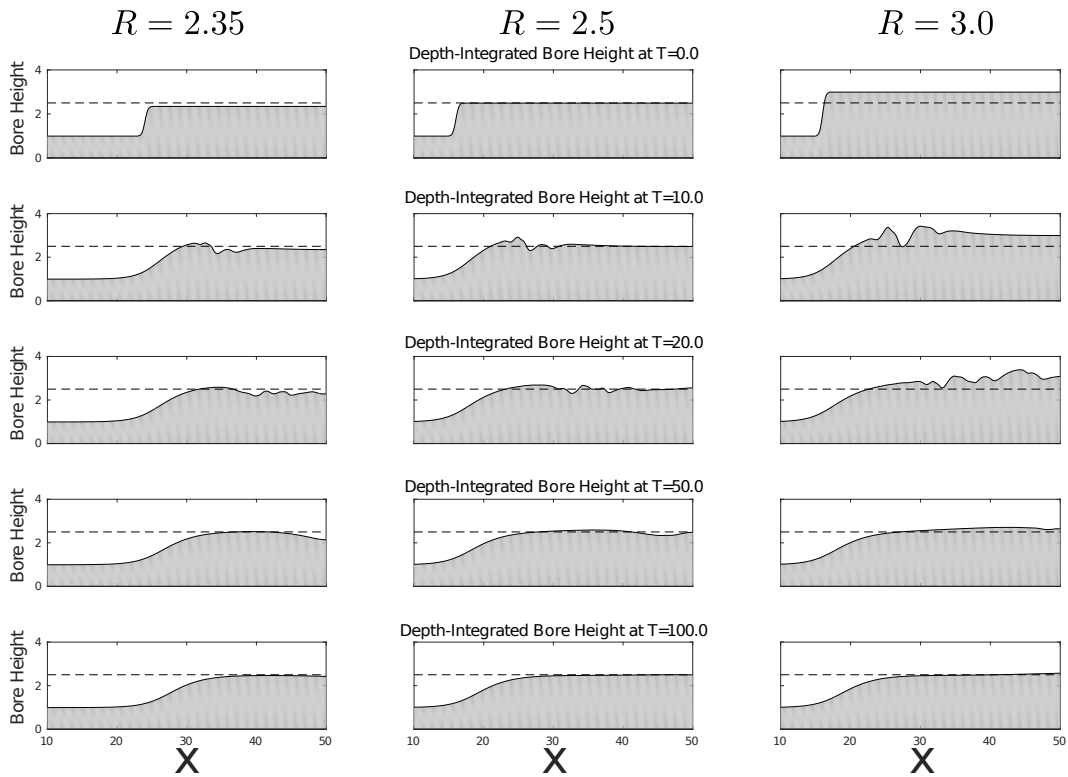 R = 2.35 R = 2.5 R = 3.0
Depth-Integrated Bore Height at T=0.0
Bore Height
4
2
0
Depth-Integrated Bore Height at T=10.0
Bore Height
4
2
0
Depth-Integrated Bore Height at T=20.0
Bore Height
4
2
0
Depth-Integrated Bore Height at T=50.0
Bore Height
4
2
0
Depth-Integrated Bore Height at T=100.0
Bore Height
4
2
0
10 20 30 40 50 10 20 30 40 50 10 20 30 40 50
X X